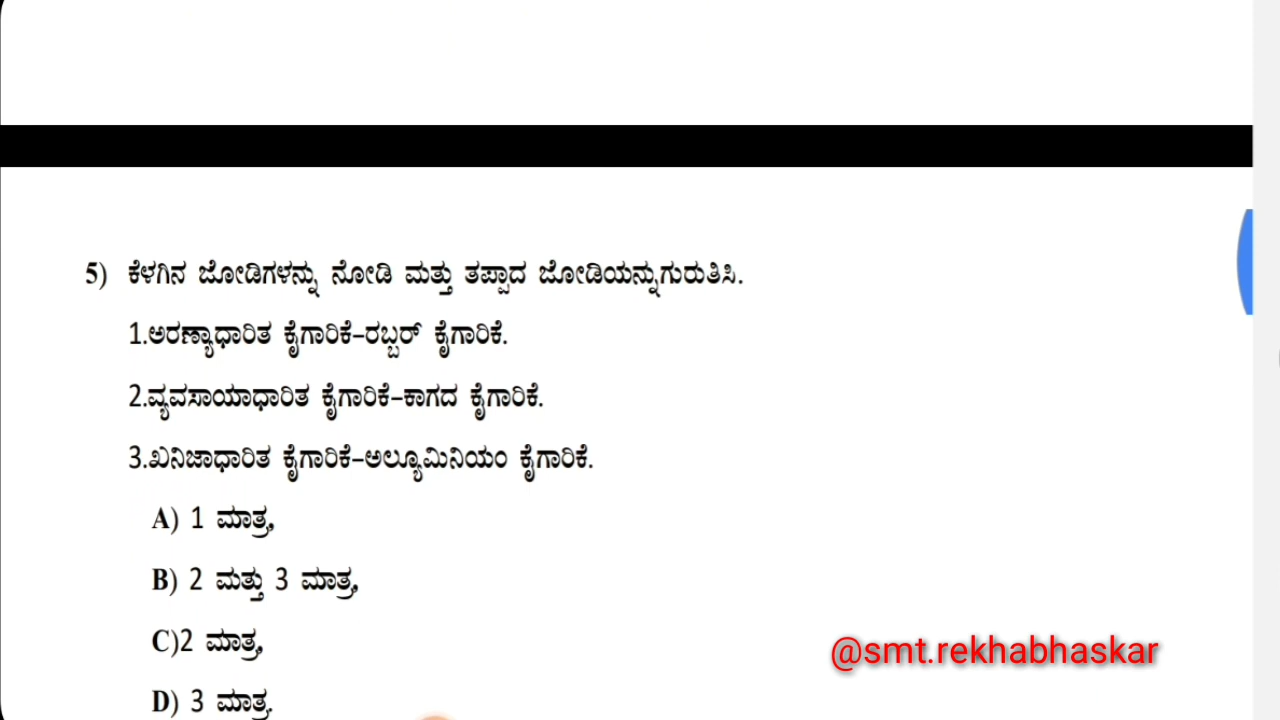 5) ಕೆಳಗಿನ ಜೋಡಿಗಳನ್ನು ನೋಡಿ ಮತ್ತು ತಪ್ಪಾದ ಜೋಡಿಯನ್ನುಗುರುತಿಸಿ.
1.ಅರಣ್ಯಾಧಾರಿತ ಕೈಗಾರಿಕೆ–ರಬ್ಬರ್ ಕೈಗಾರಿಕೆ.
2.ವ್ಯವಸಾಯಾಧಾರಿತ ಕೈಗಾರಿಕೆ–ಕಾಗದ ಕೈಗಾರಿಕೆ.
3.ಖನಿಜಾಧಾರಿತ ಕೈಗಾರಿಕೆ–ಅಲ್ಯೂಮಿನಿಯಂ ಕೈಗಾರಿಕೆ.
A) 1 ಮಾತ್ರ,
B) 2 ಮತ್ತು 3 ಮಾತ್ರ,
C)2 ಮಾತ್ರ,
@smt.rekhabhaskar
D) 3 ಮಾತ್ರ.